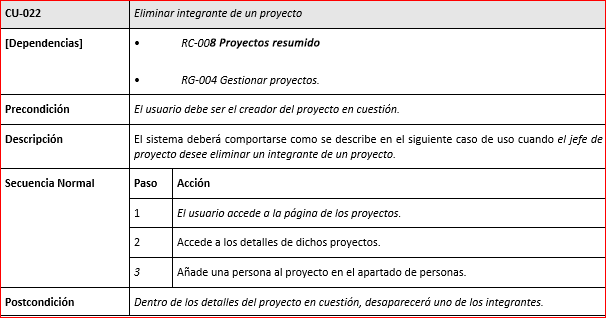 CU-022 Eliminar integrante de un proyecto
[Dependencias] • RC-008 Proyectos resumido
• RG-004 Gestionar proyectos.
Precondición El usuario debe ser el creador del proyecto en cuestión.
Descripción El sistema deberá comportarse como se describe en el siguiente caso de uso cuando el jefe de
proyecto desee eliminar un integrante de un proyecto.
Secuencia Normal Paso Acción
1 El usuario accede a la página de los proyectos.
2 Accede a los detalles de dichos proyectos.
3 Añade una persona al proyecto en el apartado de personas.
Postcondición Dentro de los detalles del proyecto en cuestión, desaparecerá uno de los integrantes.